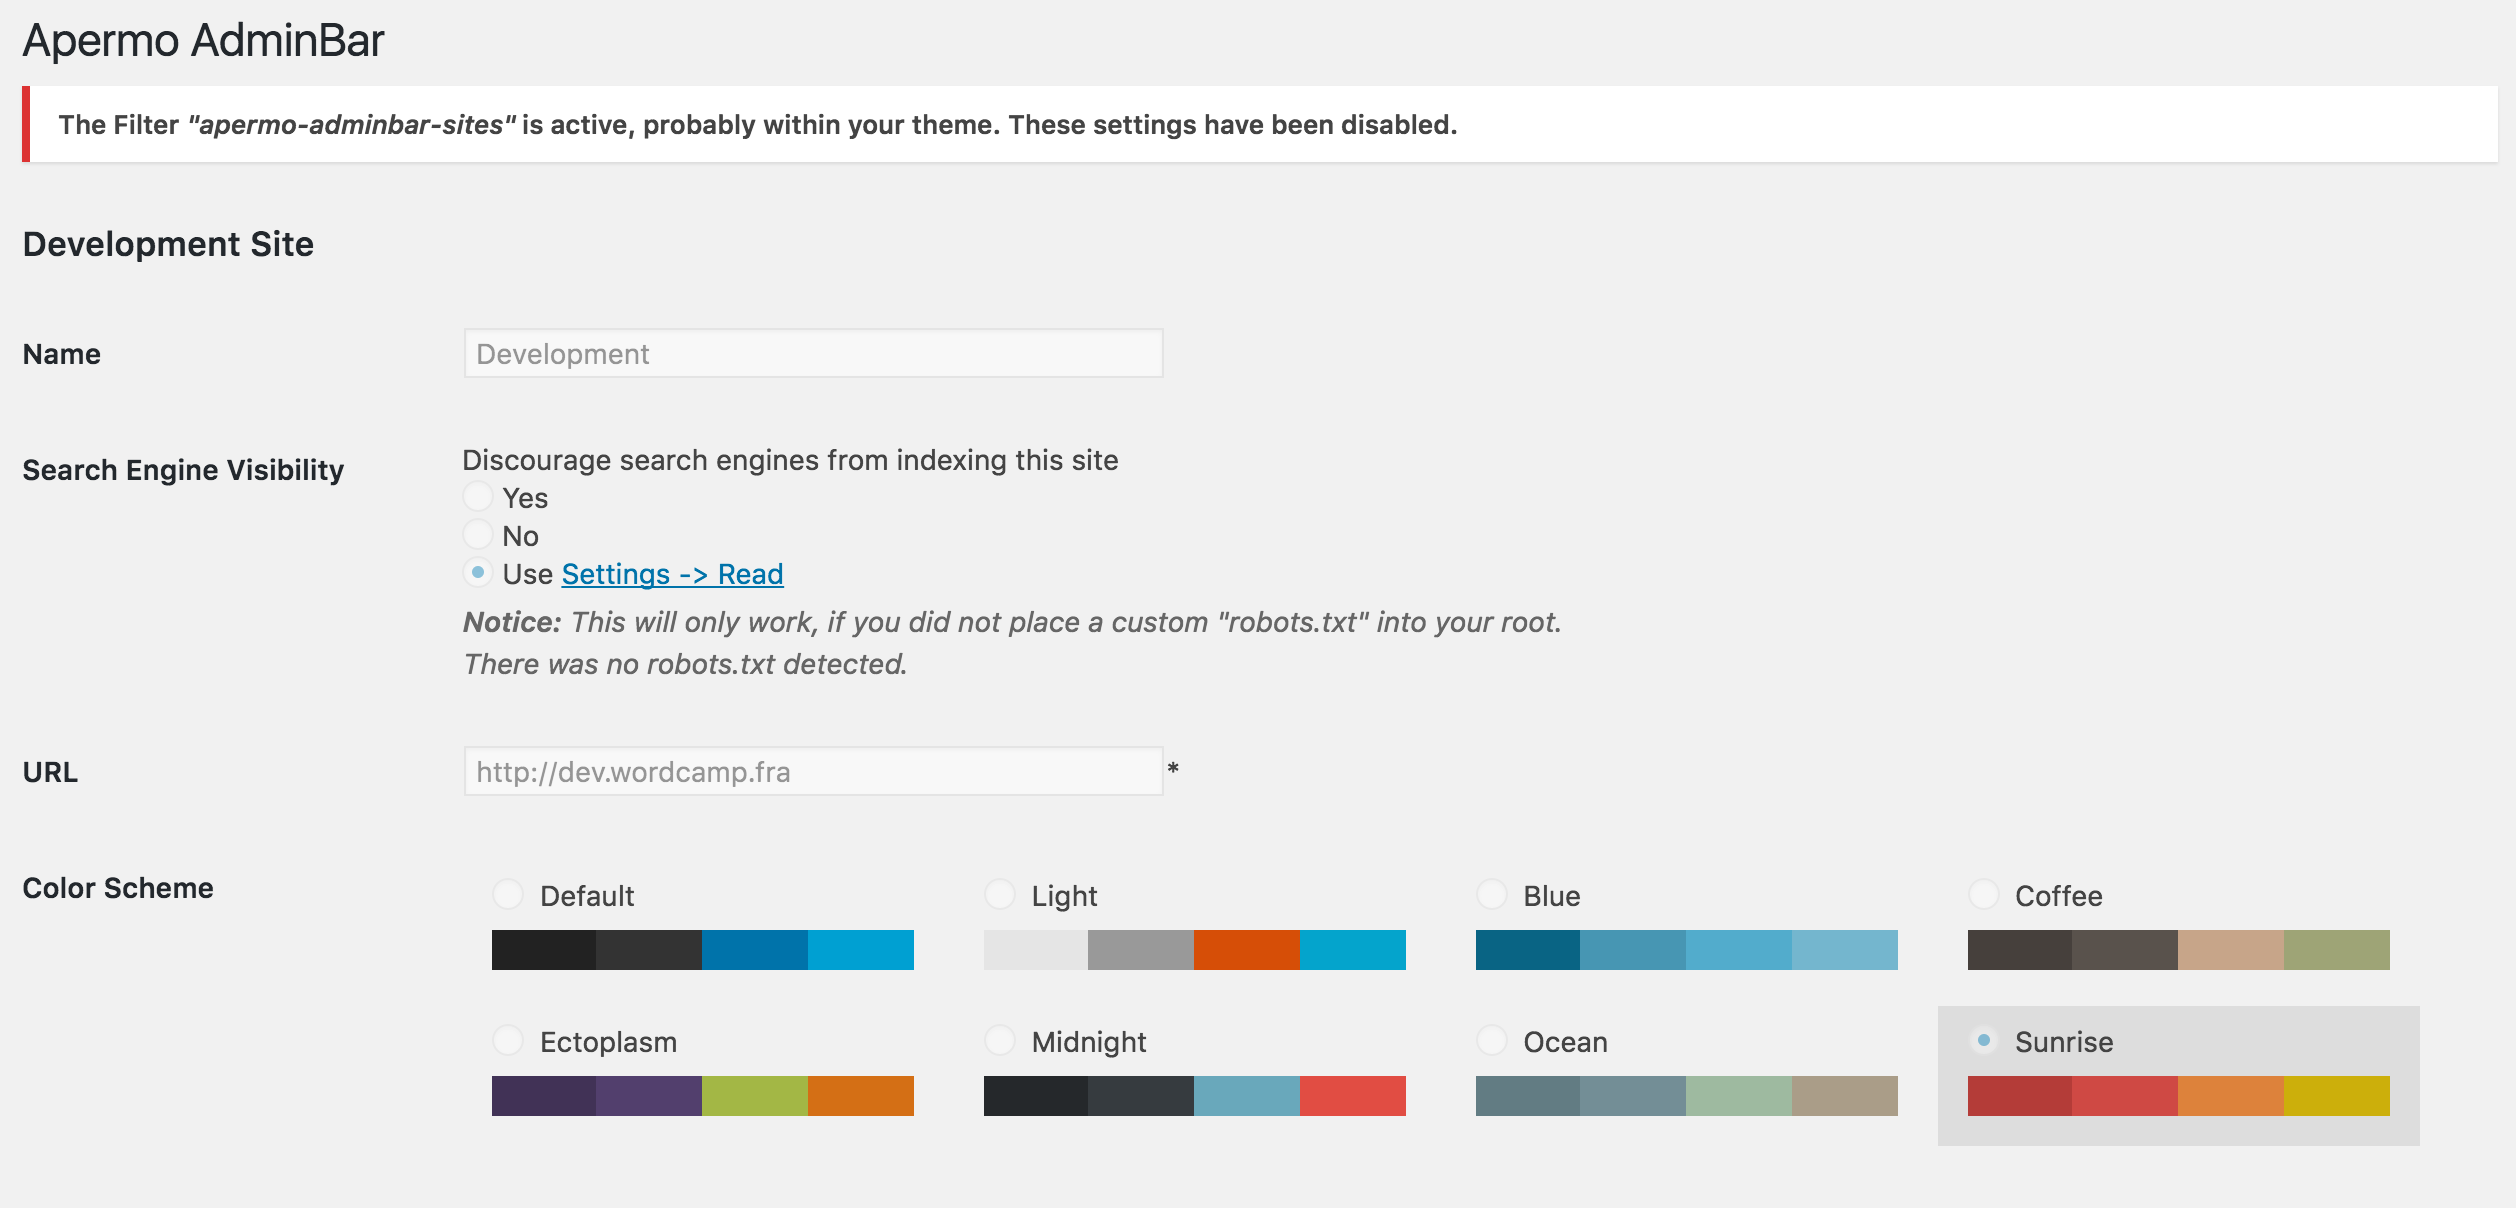 Apermo AdminBar
The Filter "apermo-adminbar-sites" is active, probably within your theme. These settings have been disabled.
Development Site
Name
Development
Search Engine Visibility
Discourage search engines from indexing this site
Yes
No
Use Settings -> Read
Notice: This will only work, if you did not place a custom "robots.txt" into your root.
There was no robots.txt detected.
URL
http://dev.wordcamp.fra *
Color Scheme
Default
Light
Blue
Coffee
Ectoplasm
Midnight
Ocean
Sunrise